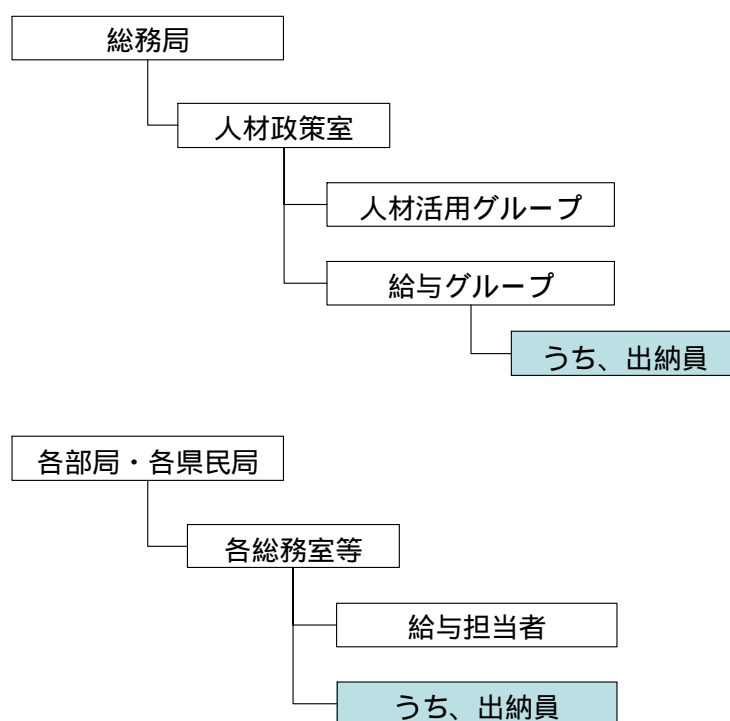 総務局
人材政策室
人材活用グループ
給与グループ
うち、出納員
各部局・各県民局
各総務室等
給与担当者
うち、出納員